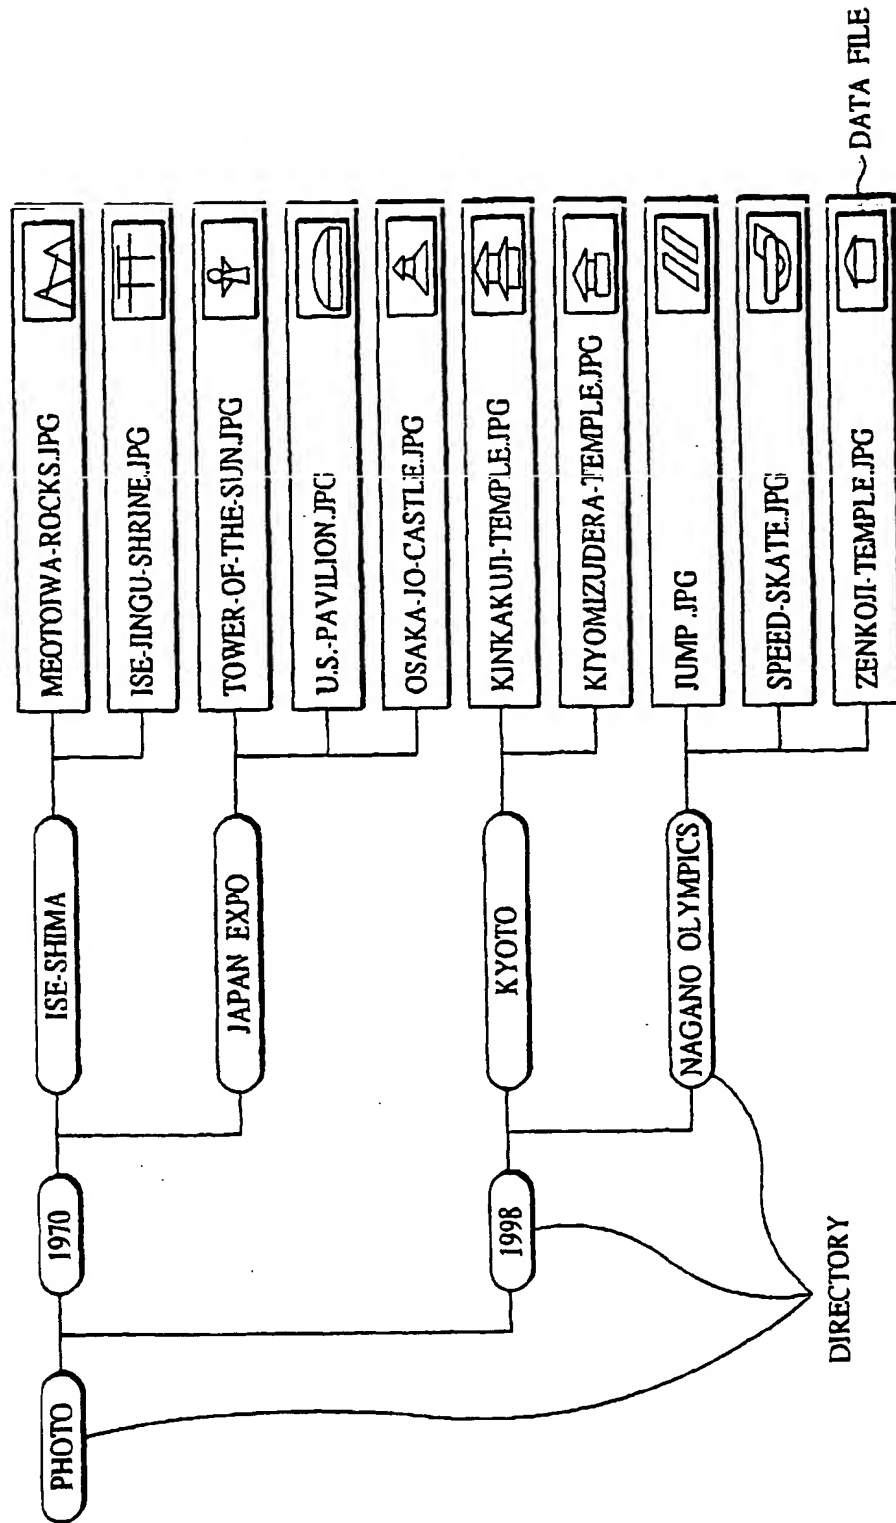 PHOTO
1970
1998
ISE-SHIMA
JAPAN EXPO
KYOTO
NAGANO OLYMPICS
MEOTOIWA-ROCKS.JPG
ISE-JINGU-SHRINE.JPG
TOWER-OF-THE-SUN.JPG
U.S.-PAVILION.JPG
OSAKA-JO-CASTLE.JPG
KINKAKUJI-TEMPLE.JPG
KIYOMIZUDERA-TEMPLE.JPG
JUMP.JPG
SPEED-SKATE.JPG
ZENKOJI-TEMPLE.JPG
DIRECTORY
DATA FILE